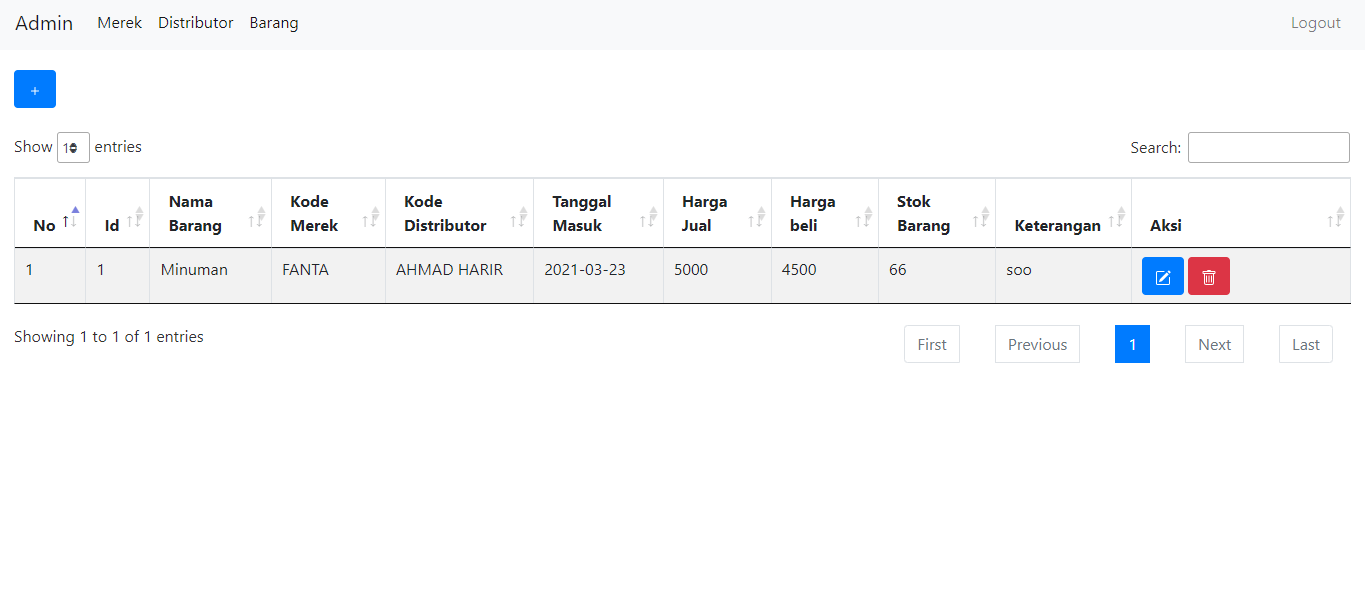 Admin Merek Distributor Barang Logout
+
Show 10 entries Search:
No Id Nama Barang Kode Merek Kode Distributor Tanggal Masuk Harga Jual Harga beli Stok Barang Keterangan Aksi
1 1 Minuman FANTA AHMAD HARIR 2021-03-23 5000 4500 66 soo
Showing 1 to 1 of 1 entries First Previous 1 Next Last